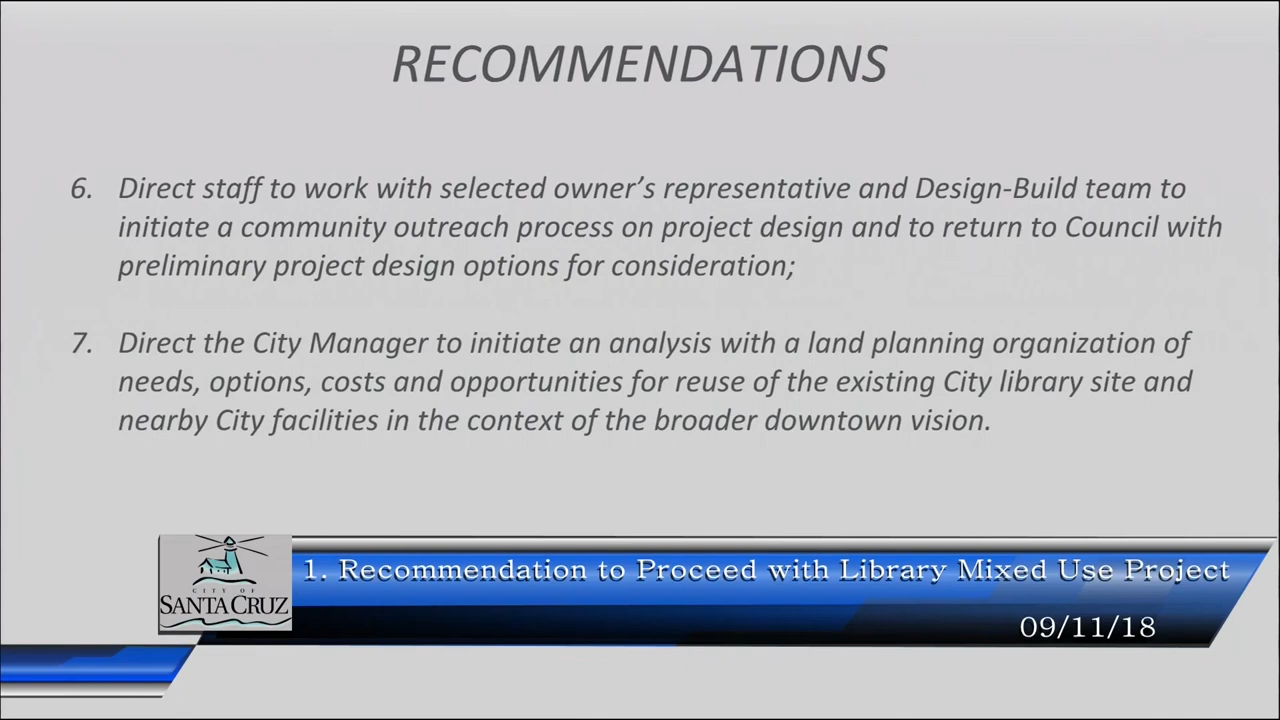 RECOMMENDATIONS
6. Direct staff to work with selected owner’s representative and Design-Build team to
initiate a community outreach process on project design and to return to Council with
preliminary project design options for consideration;
7. Direct the City Manager to initiate an analysis with a land planning organization of
needs, options, costs and opportunities for reuse of the existing City library site and
nearby City facilities in the context of the broader downtown vision.
1. Recommendation to Proceed with Library Mixed Use Project
CITY OF
SANTA CRUZ
09/11/18